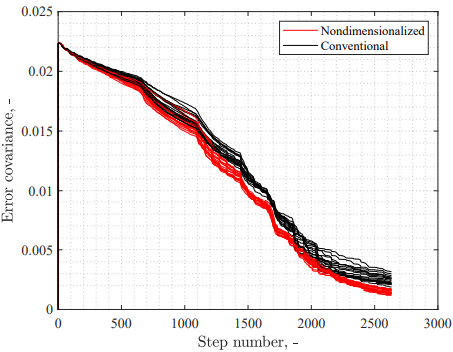 0.025
Nondimensionalized
Conventional
0.02
0.015
0.01
0.005
0
Error covariance, -
0 500 1000 1500 2000 2500 3000
Step number, -